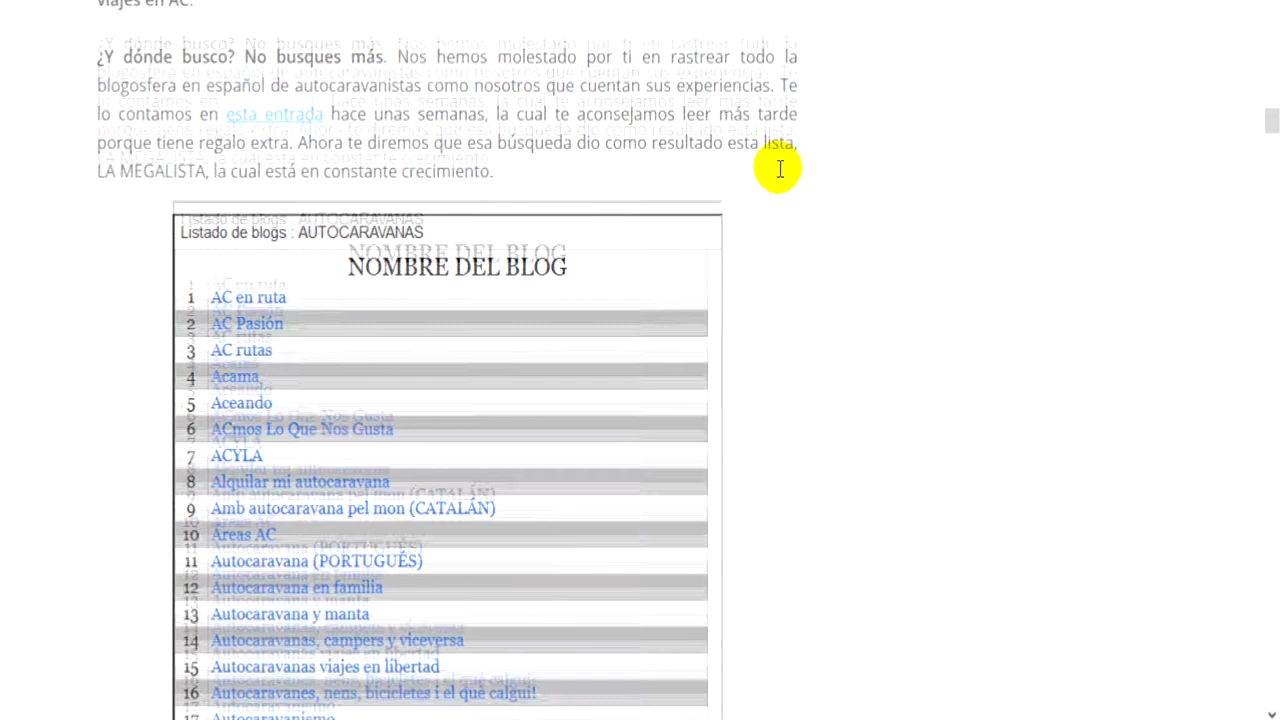 viajes en AC.
¿Y dónde busco? No busques más. Nos hemos molestado por ti en rastrear todo la
blogosfera en español de autocaravanistas como nosotros que cuentan sus experiencias. Te
lo contamos en esta entrada hace unas semanas, la cual te aconsejamos leer más tarde
porque tiene regalo extra. Ahora te diremos que esa búsqueda dio como resultado esta lista,
LA MEGALISTA, la cual está en constante crecimiento.
Listado de blogs : AUTOCARAVANAS
NOMBRE DEL BLOG
1 AC en ruta
2 AC Pasión
3 AC rutas
4 Acama
5 Aceando
6 ACmos Lo Que Nos Gusta
7 ACYLA
8 Alquilar mi autocaravana
9 Amb autocaravana pel mon (CATALÁN)
10 Áreas AC
11 Autocaravana (PORTUGUÉS)
12 Autocaravana en familia
13 Autocaravana y manta
14 Autocaravanas, campers y viceversa
15 Autocaravanas viajes en libertad
16 Autocaravanes, nens, bicicletes i el que calgui!
17 Autocaravanismo